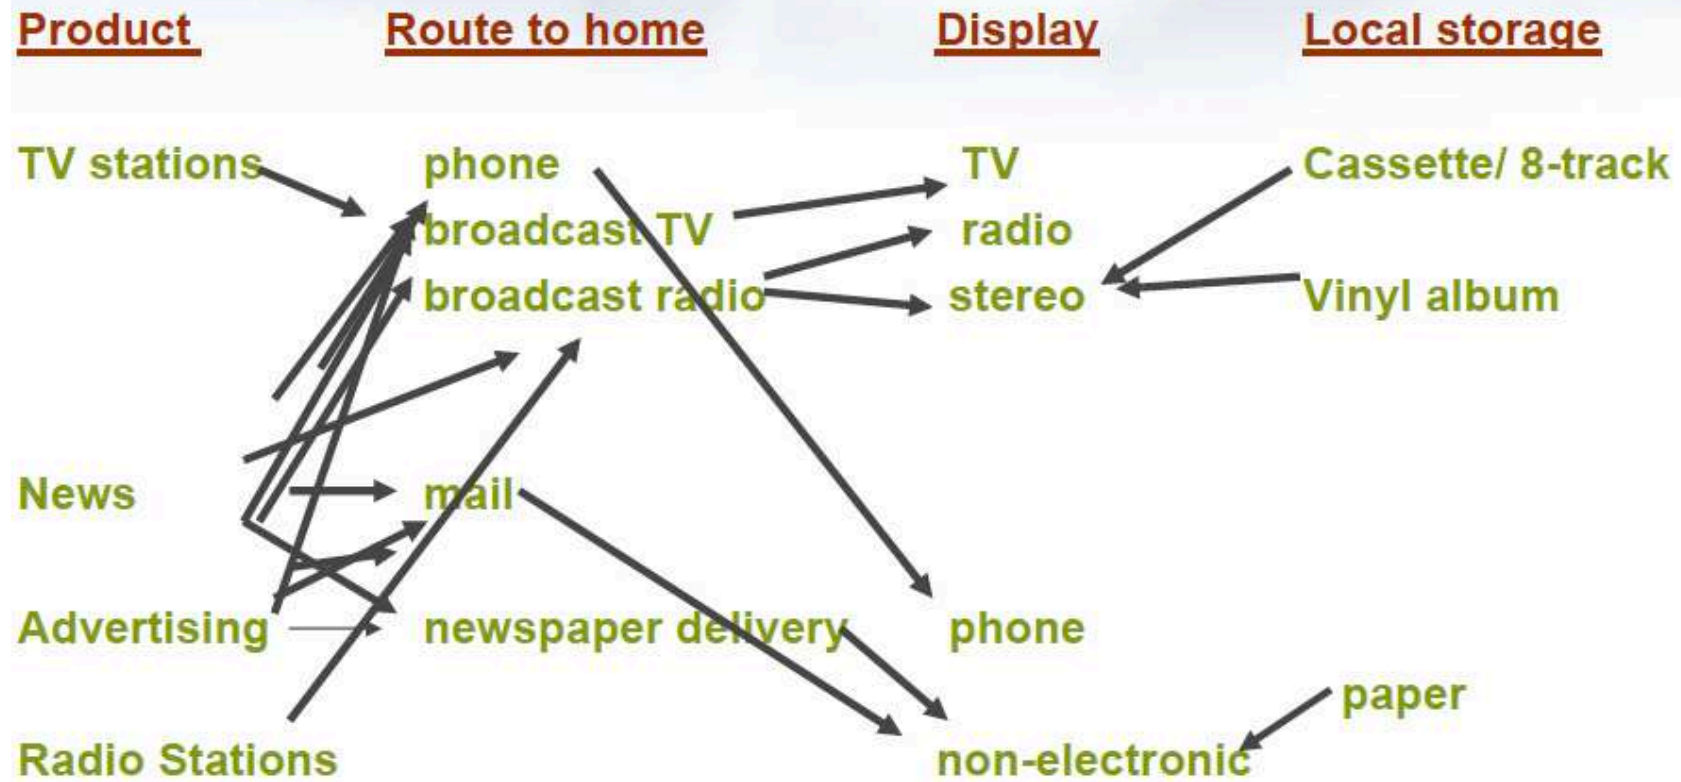 Product Route to home Display Local storage
TV stations phone TV Cassette/ 8-track
broadcast TV radio
broadcast radio stereo Vinyl album
News mail
Advertising newspaper delivery phone
paper
Radio Stations non-electronic